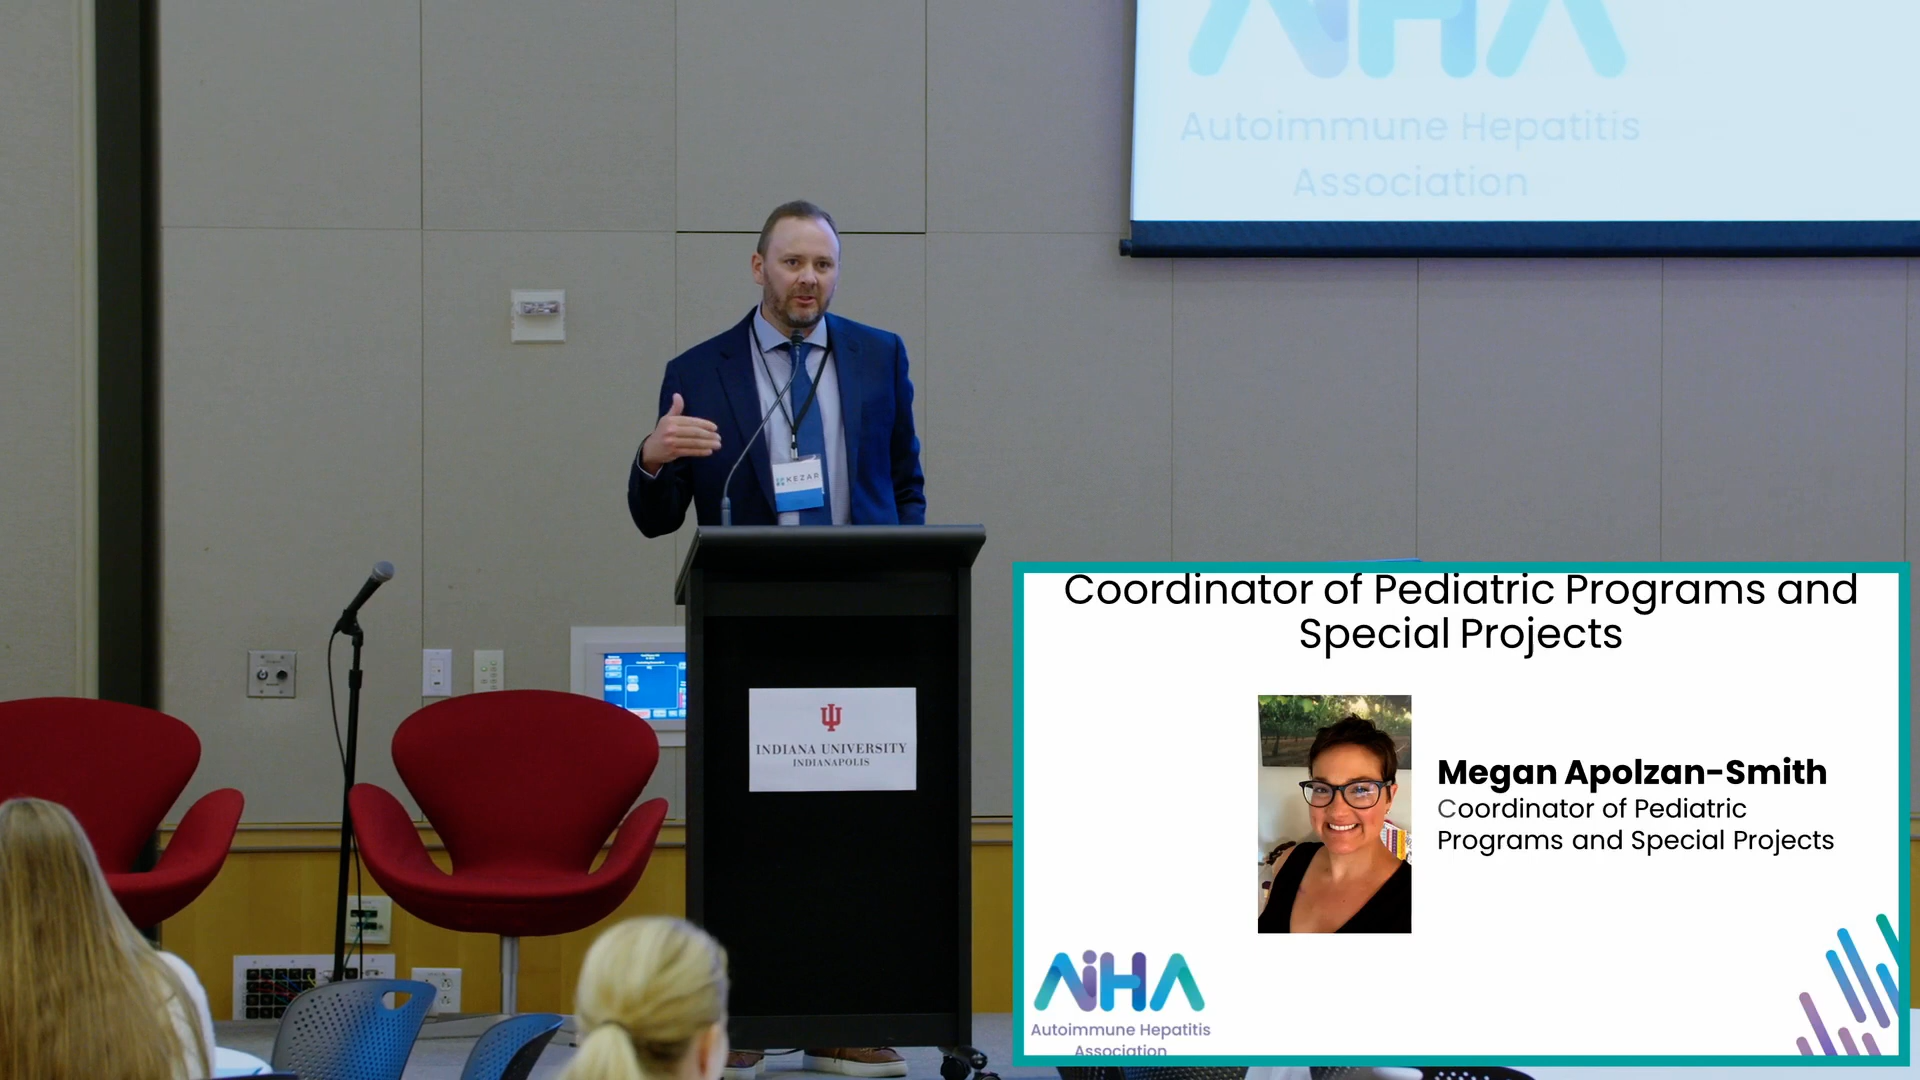 AiHA
Autoimmune Hepatitis
Association
KEZAR
INDIANA UNIVERSITY
INDIANAPOLIS
Coordinator of Pediatric Programs and
Special Projects
Megan Apolzan-Smith
Coordinator of Pediatric
Programs and Special Projects
AiHA
Autoimmune Hepatitis
Association